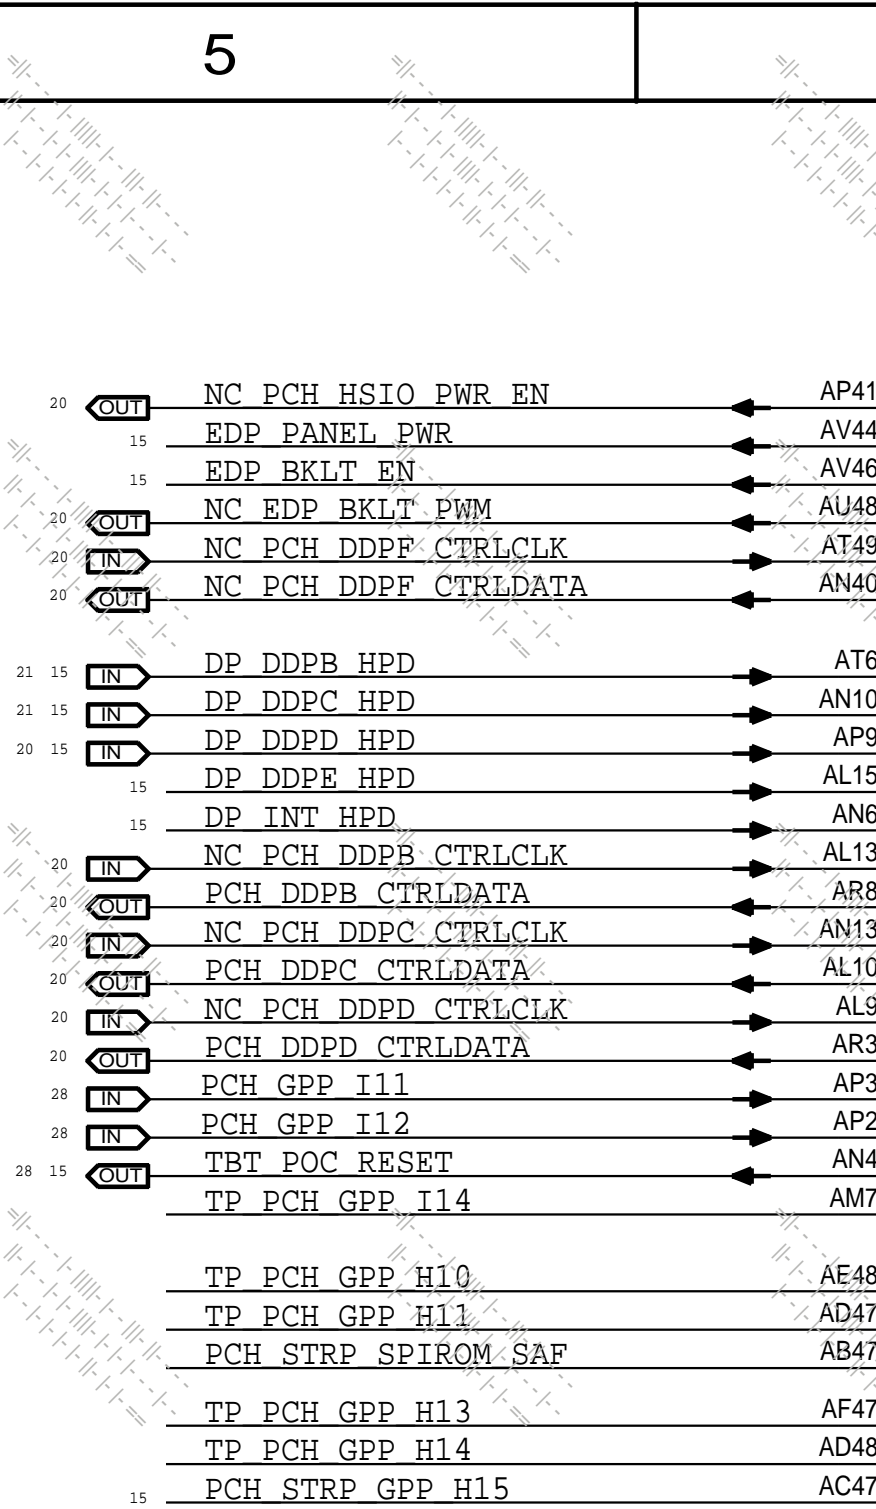 5
20 OUT NC_PCH_HSIO_PWR_EN AP41
15 EDP_PANEL_PWR AV44
15 EDP_BKLT_EN AV46
20 OUT NC_EDP_BKLT_PWM AU48
20 IN NC_PCH_DDPF_CTRLCLK AT49
20 OUT NC_PCH_DDPF_CTRLDATA AN40
21 15 IN DP_DDPB_HPD AT6
21 15 IN DP_DDPC_HPD AN10
20 15 IN DP_DDPD_HPD AP9
15 DP_DDPE_HPD AL15
15 DP_INT_HPD AN6
20 IN NC_PCH_DDPB_CTRLCLK AL13
20 OUT PCH_DDPB_CTRLDATA AR8
20 IN NC_PCH_DDPC_CTRLCLK AN13
20 OUT PCH_DDPC_CTRLDATA AL10
20 IN NC_PCH_DDPD_CTRLCLK AL9
20 OUT PCH_DDPD_CTRLDATA AR3
28 IN PCH_GPP_I11 AP3
28 IN PCH_GPP_I12 AP2
28 15 OUT TBT_POC_RESET AN4
TP_PCH_GPP_I14 AM7
TP_PCH_GPP_H10 AE48
TP_PCH_GPP_H11 AD47
PCH_STRP_SPIROM_SAF AB47
TP_PCH_GPP_H13 AF47
TP_PCH_GPP_H14 AD48
15 PCH_STRP_GPP_H15 AC47